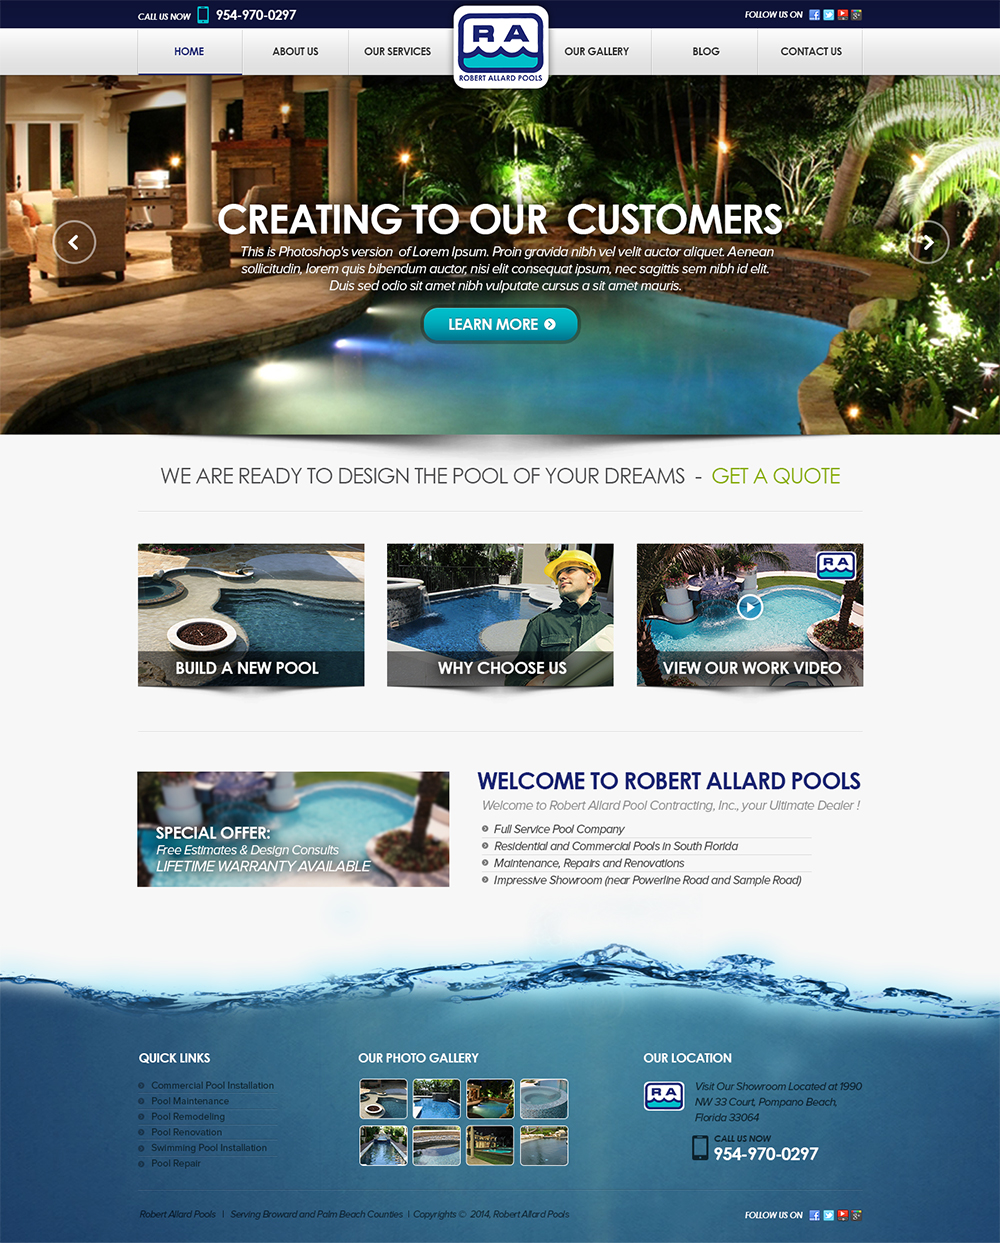 CALL US NOW 954-970-0297
FOLLOW US ON
HOME
ABOUT US
OUR SERVICES
RA
ROBERT ALLARD POOLS
OUR GALLERY
BLOG
CONTACT US
CREATING TO OUR CUSTOMERS
This is Photoshop's version of Lorem Ipsum. Proin gravida nibh vel velit auctor aliquet. Aenean
sollicitudin, lorem quis bibendum auctor, nisi elit consequat ipsum, nec sagittis sem nibh id elit.
Duis sed odio sit amet nibh vulputate cursus a sit amet mauris.
LEARN MORE
WE ARE READY TO DESIGN THE POOL OF YOUR DREAMS - GET A QUOTE
BUILD A NEW POOL
WHY CHOOSE US
RA
VIEW OUR WORK VIDEO
SPECIAL OFFER:
Free Estimates & Design Consults
LIFETIME WARRANTY AVAILABLE
WELCOME TO ROBERT ALLARD POOLS
Welcome to Robert Allard Pool Contracting, Inc., your Ultimate Dealer !
Full Service Pool Company
Residential and Commercial Pools in South Florida
Maintenance, Repairs and Renovations
Impressive Showroom (near Powerline Road and Sample Road)
QUICK LINKS
Commercial Pool Installation
Pool Maintenance
Pool Remodeling
Pool Renovation
Swimming Pool Installation
Pool Repair
OUR PHOTO GALLERY
OUR LOCATION
RA
Visit Our Showroom Located at 1990
NW 33 Court, Pompano Beach,
Florida 33064
CALL US NOW
954-970-0297
Robert Allard Pools | Serving Broward and Palm Beach Counties | Copyrights © 2014, Robert Allard Pools
FOLLOW US ON